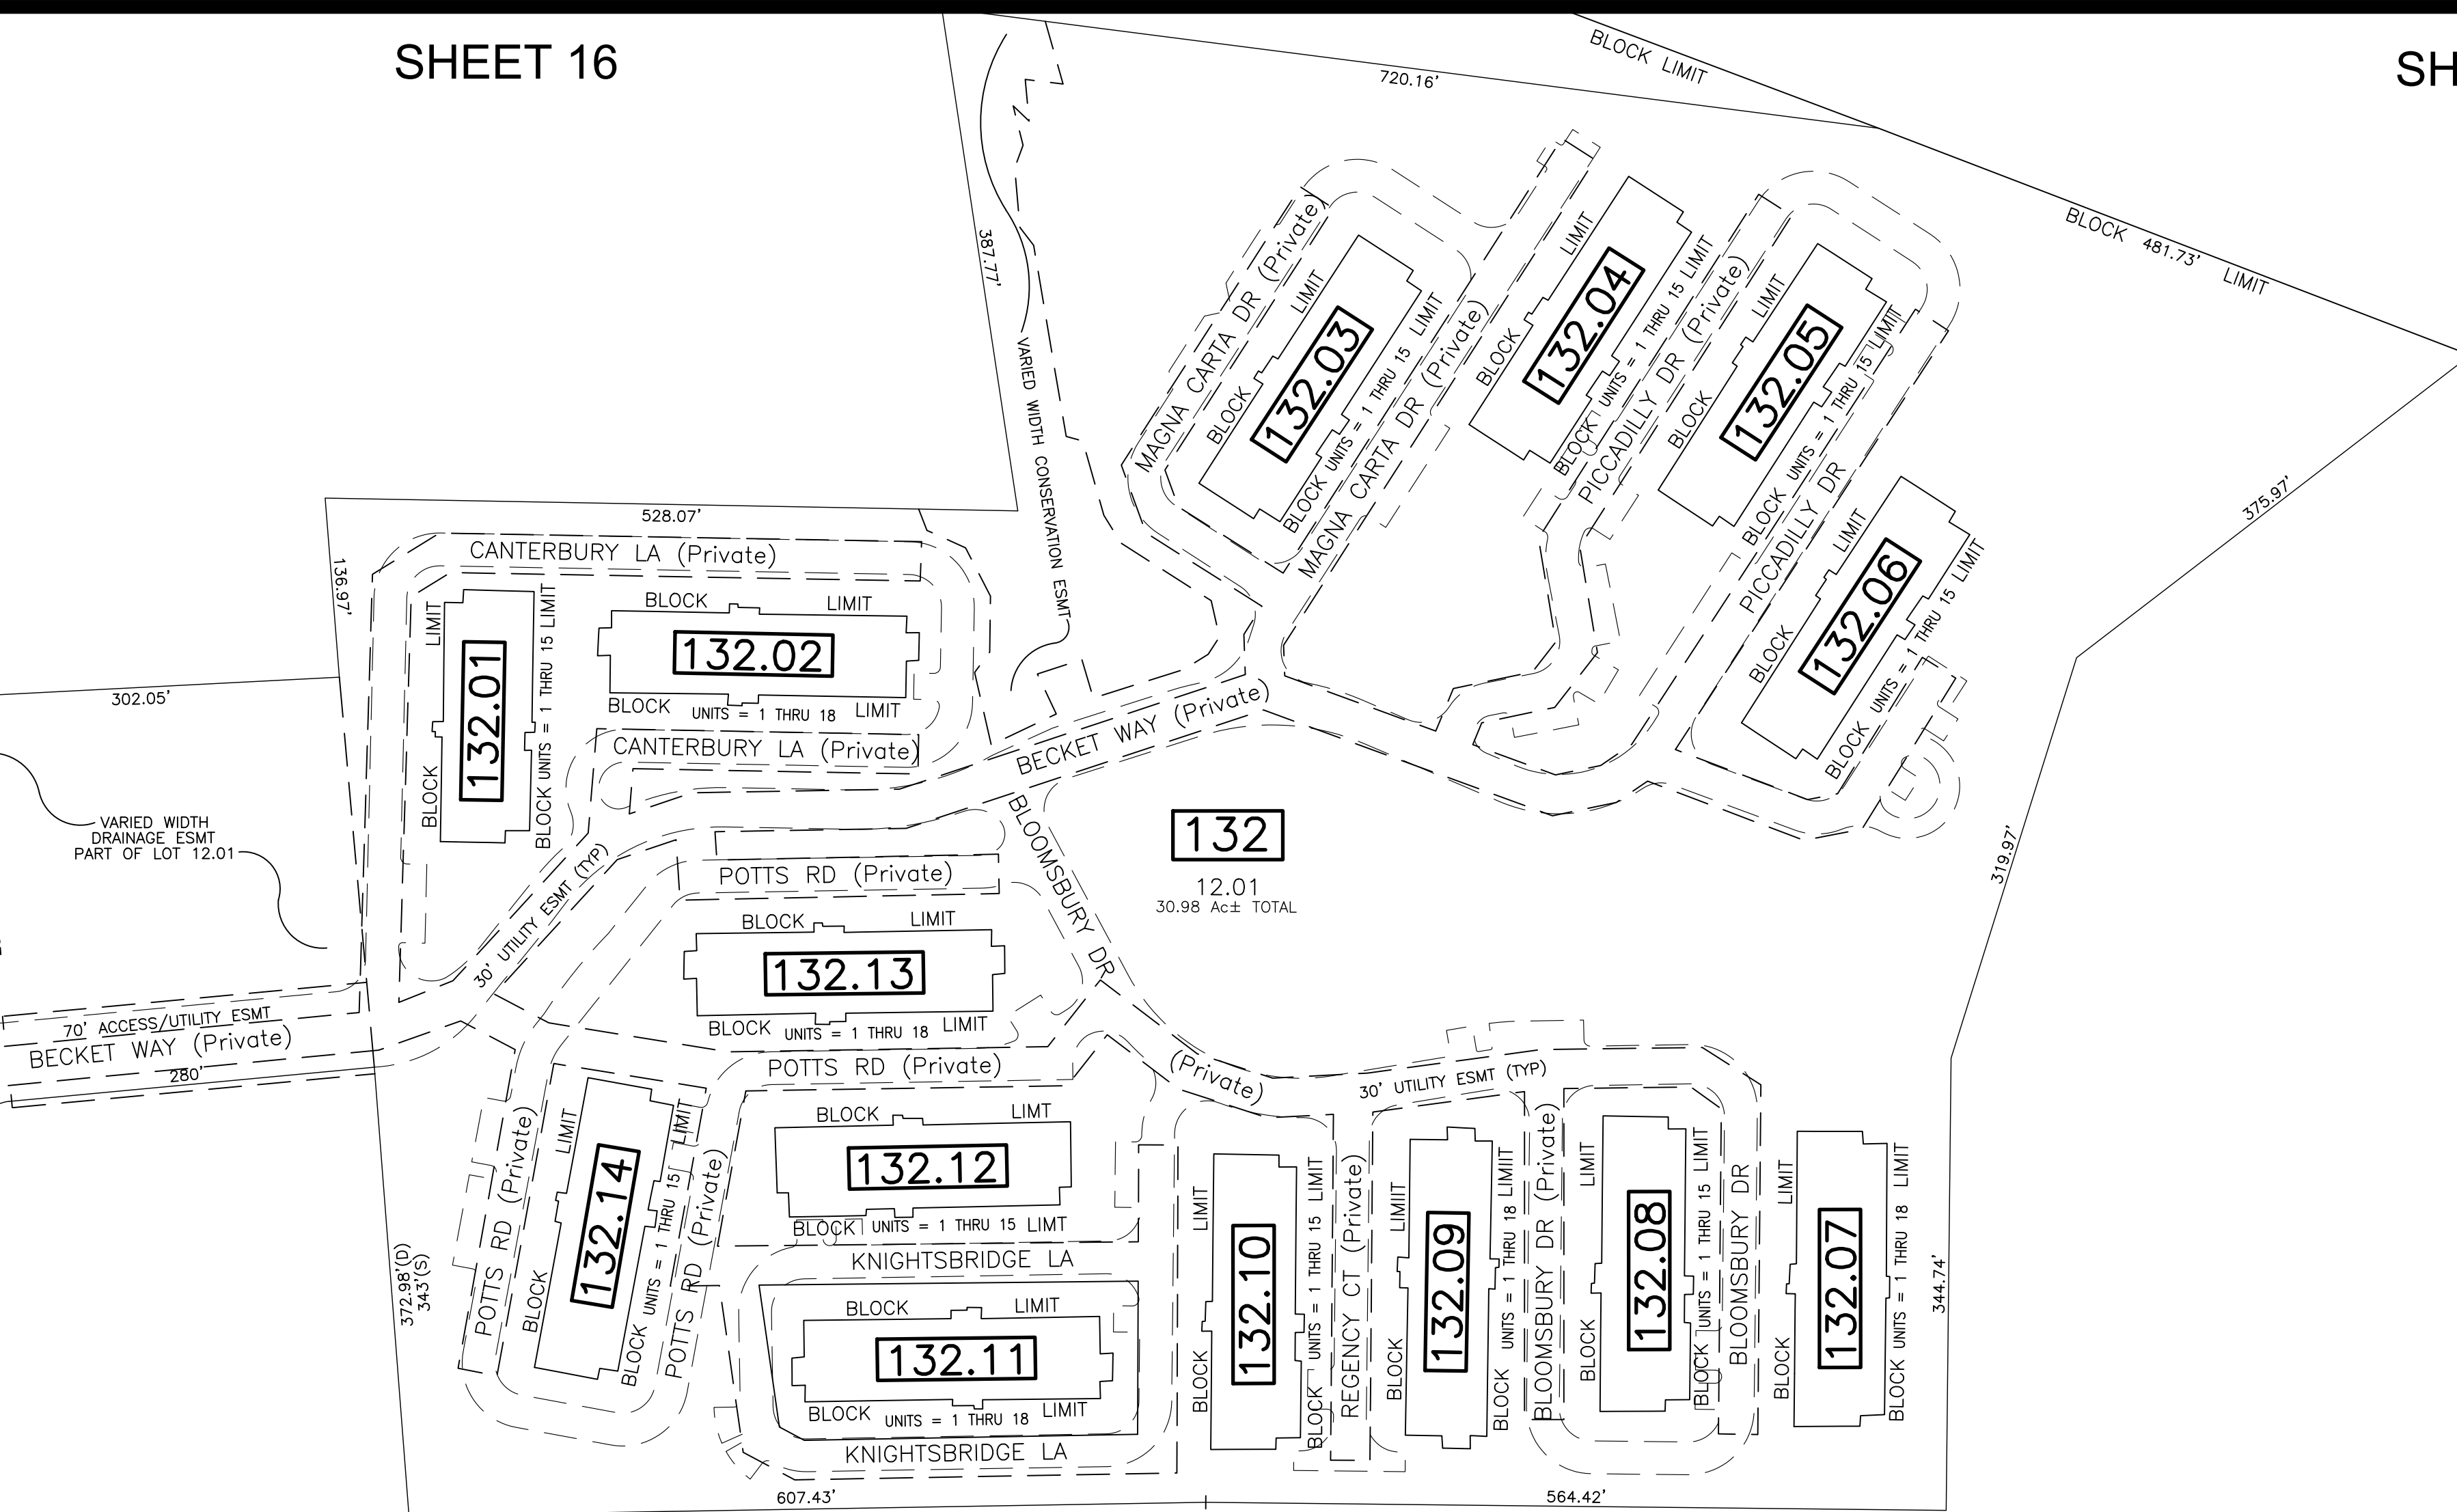 SHEET 16
SH
BLOCK LIMIT
720.16'
BLOCK 481.73' LIMIT
387.77'
375.97'
319.97'
344.74'
VARIED WIDTH CONSERVATION ESMT
MAGNA CARTA DR (Private)
BLOCK LIMIT
132.03
BLOCK UNITS = 1 THRU 15 LIMIT
MAGNA CARTA DR (Private)
BLOCK LIMIT
132.04
BLOCK UNITS = 1 THRU 15 LIMIT
PICCADILLY DR (Private)
BLOCK LIMIT
132.05
BLOCK UNITS = 1 THRU 15 LIMIT
PICCADILLY DR
BLOCK LIMIT
132.06
BLOCK UNITS = 1 THRU 15 LIMIT
528.07'
136.97'
302.05'
CANTERBURY LA (Private)
BLOCK LIMIT
132.01
BLOCK UNITS = 1 THRU 15 LIMIT
BLOCK LIMIT
132.02
BLOCK UNITS = 1 THRU 18 LIMIT
CANTERBURY LA (Private)
BECKET WAY (Private)
VARIED WIDTH
DRAINAGE ESMT
PART OF LOT 12.01
30' UTILITY ESMT (TYP)
132
12.01
30.98 Ac± TOTAL
BLOOMSBURY DR
(Private)
POTTS RD (Private)
BLOCK LIMIT
132.13
BLOCK UNITS = 1 THRU 18 LIMIT
POTTS RD (Private)
70' ACCESS/UTILITY ESMT
BECKET WAY (Private)
280'
30' UTILITY ESMT (TYP)
POTTS RD (Private)
BLOCK LIMIT
132.14
BLOCK UNITS = 1 THRU 15 LIMIT
POTTS RD (Private)
372.98'(D)
343'(S)
BLOCK LIMT
132.12
BLOCK UNITS = 1 THRU 15 LIMT
KNIGHTSBRIDGE LA
BLOCK LIMIT
132.11
BLOCK UNITS = 1 THRU 18 LIMIT
KNIGHTSBRIDGE LA
BLOCK LIMIT
132.10
BLOCK UNITS = 1 THRU 15 LIMIT
REGENCY CT (Private)
BLOCK LIMIT
132.09
BLOCK UNITS = 1 THRU 18 LIMIIT
BLOOMSBURY DR (Private)
BLOCK LIMIT
132.08
BLOCK UNITS = 1 THRU 15 LIMIT
BLOOMSBURY DR
BLOCK LIMIT
132.07
BLOCK UNITS = 1 THRU 18 LIMIT
607.43'
564.42'